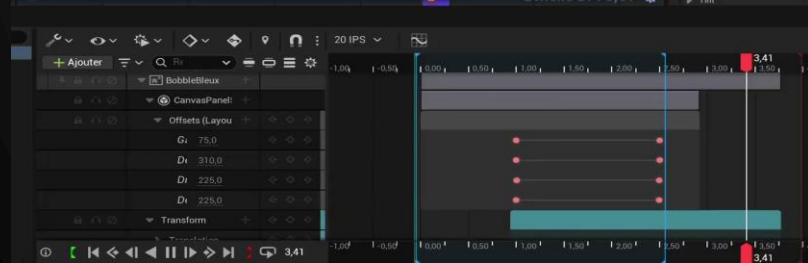 20 IPS
+ Ajouter
-1,00 -0,50 0,00 0,50 1,00 1,50 2,00 2,50 3,00 3,41 3,50
BobbleBleux
CanvasPanel
Offsets (Layou
75,0
310,0
225,0
225,0
Transform
3,41
-1,00 -0,50 0,00 0,50 1,00 1,50 2,00 2,50 3,00 3,50
3,41